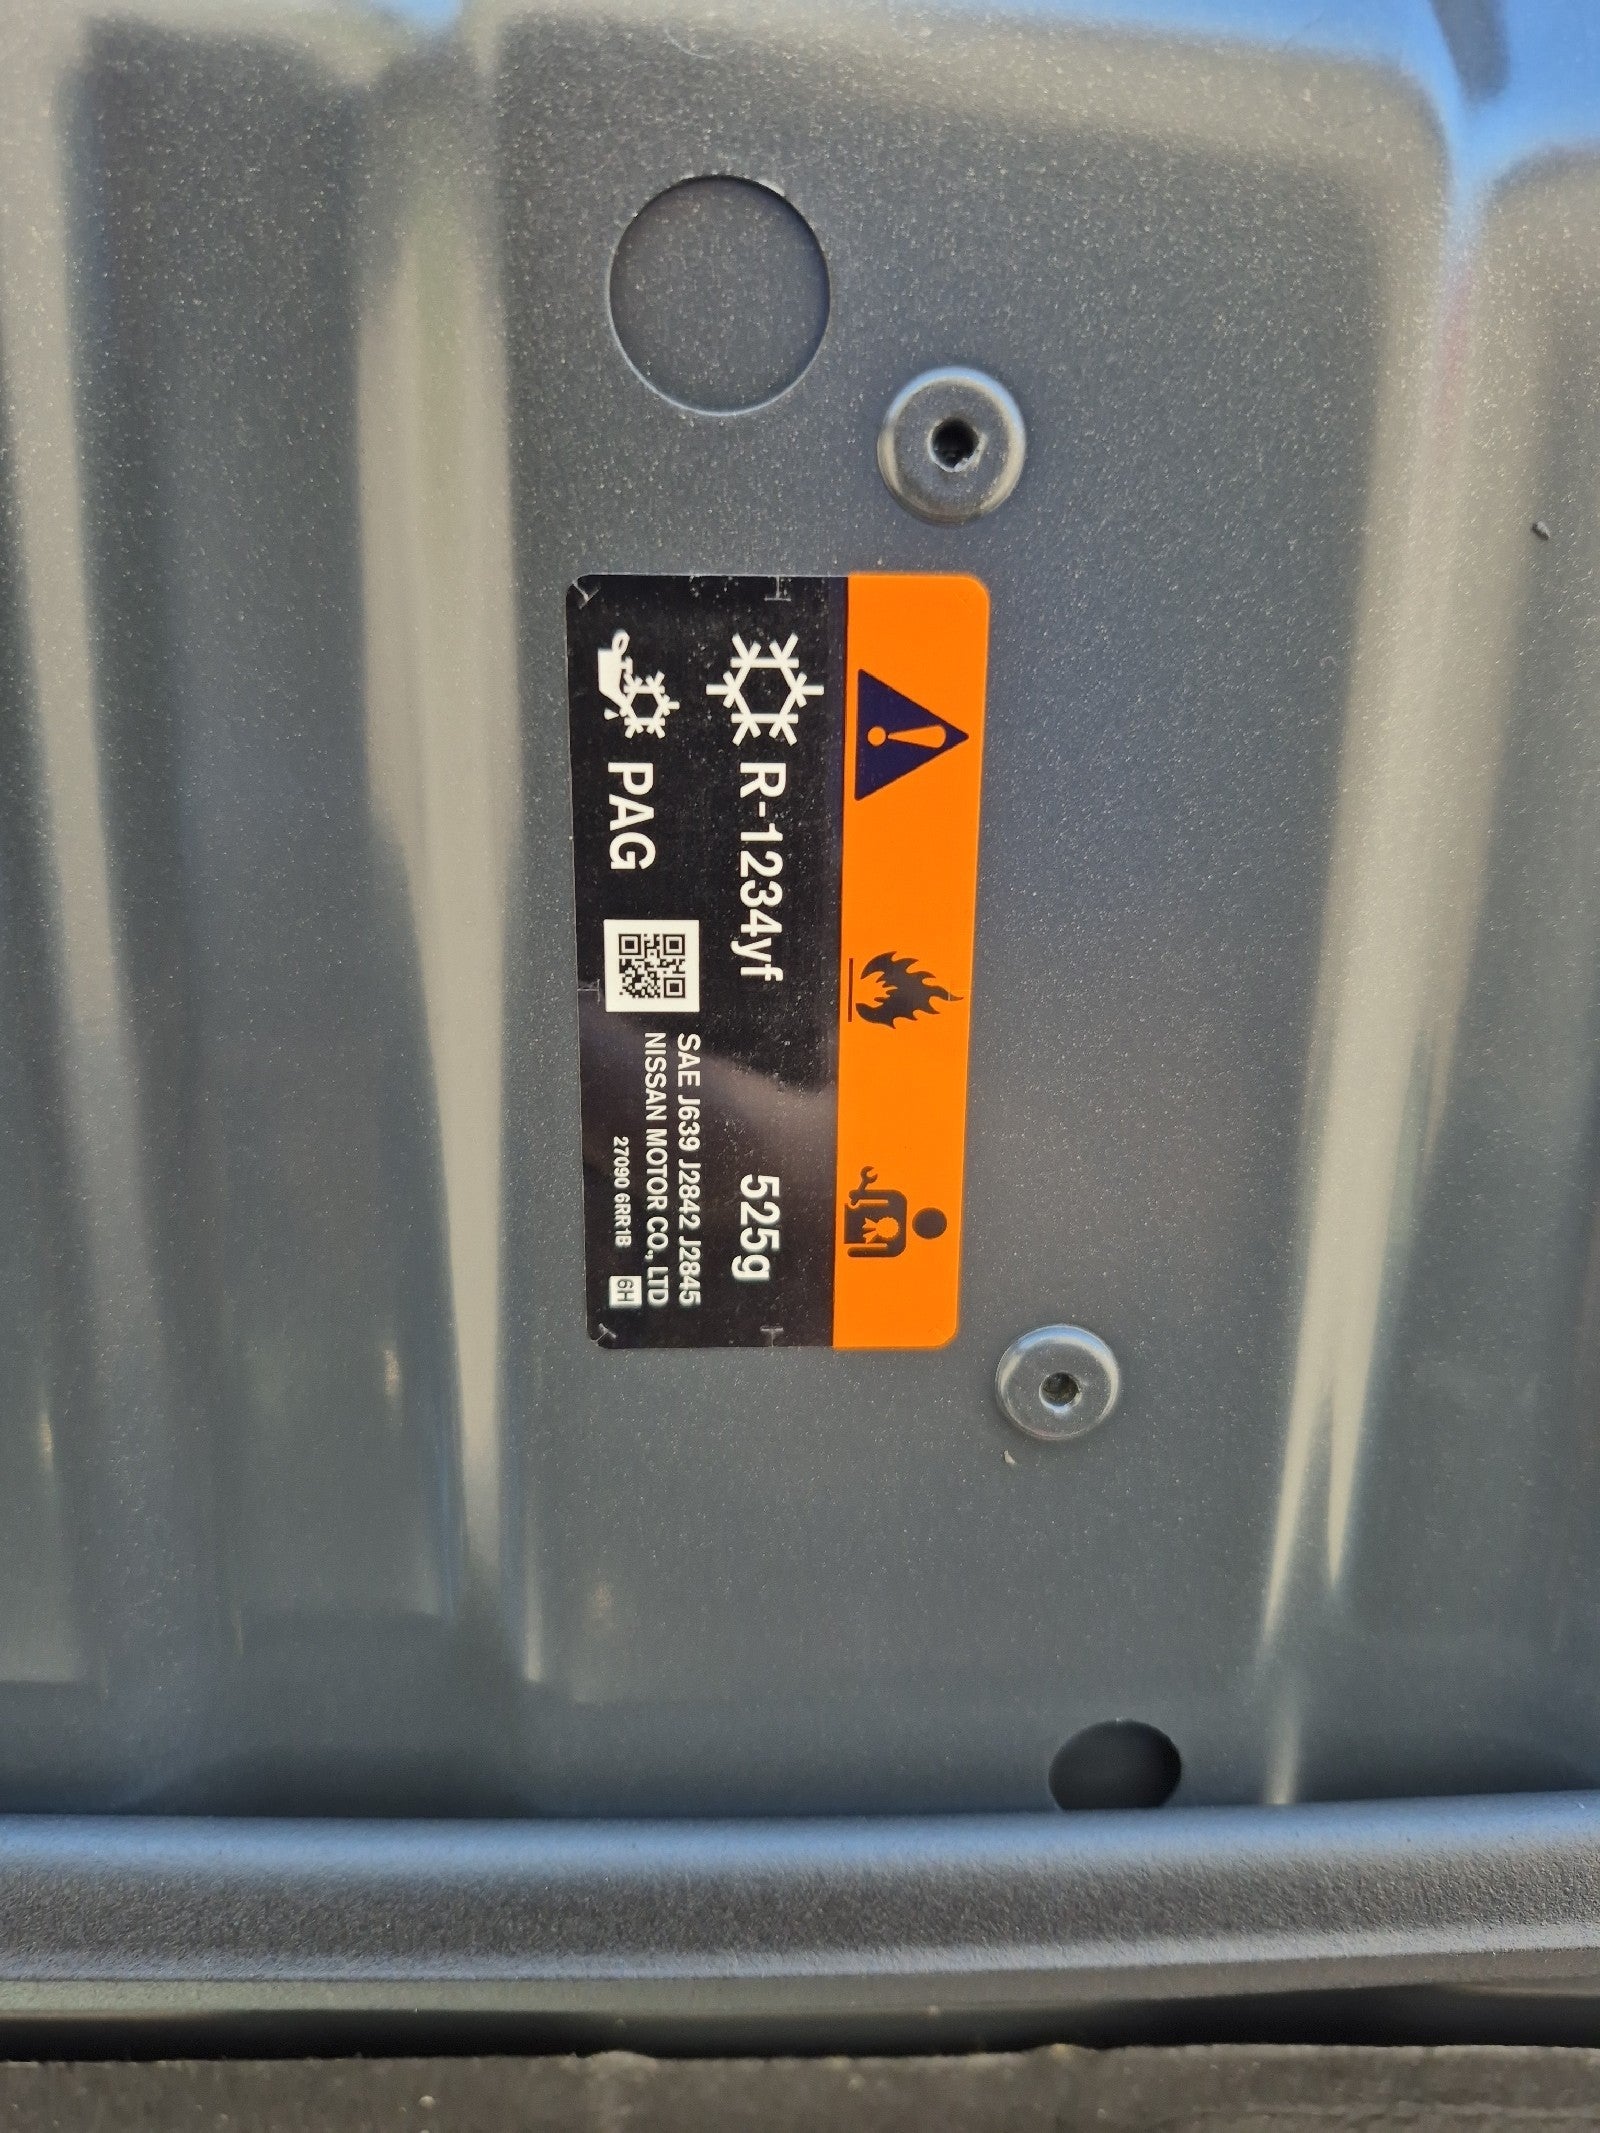 R-1234yf 525g
PAG
SAE J639 J2842 J2845
NISSAN MOTOR CO., LTD
27090 6RR1B 6H